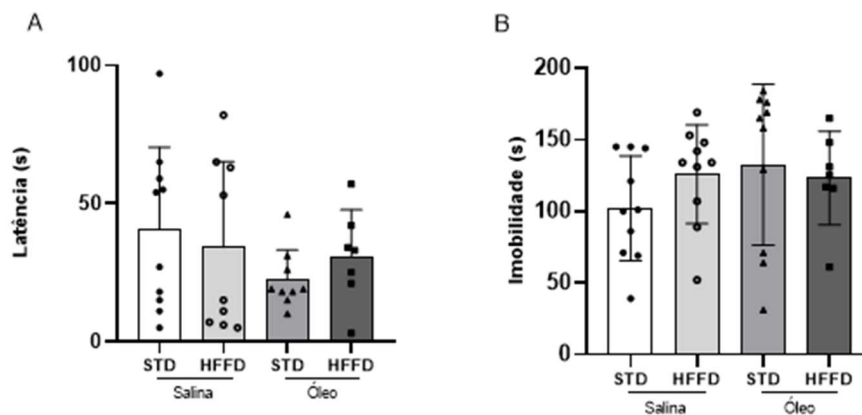 A
Latência (s)
100
50
0
STD HFFD STD HFFD
Salina Óleo
B
Imobilidade (s)
200
150
100
50
0
STD HFFD STD HFFD
Salina Óleo